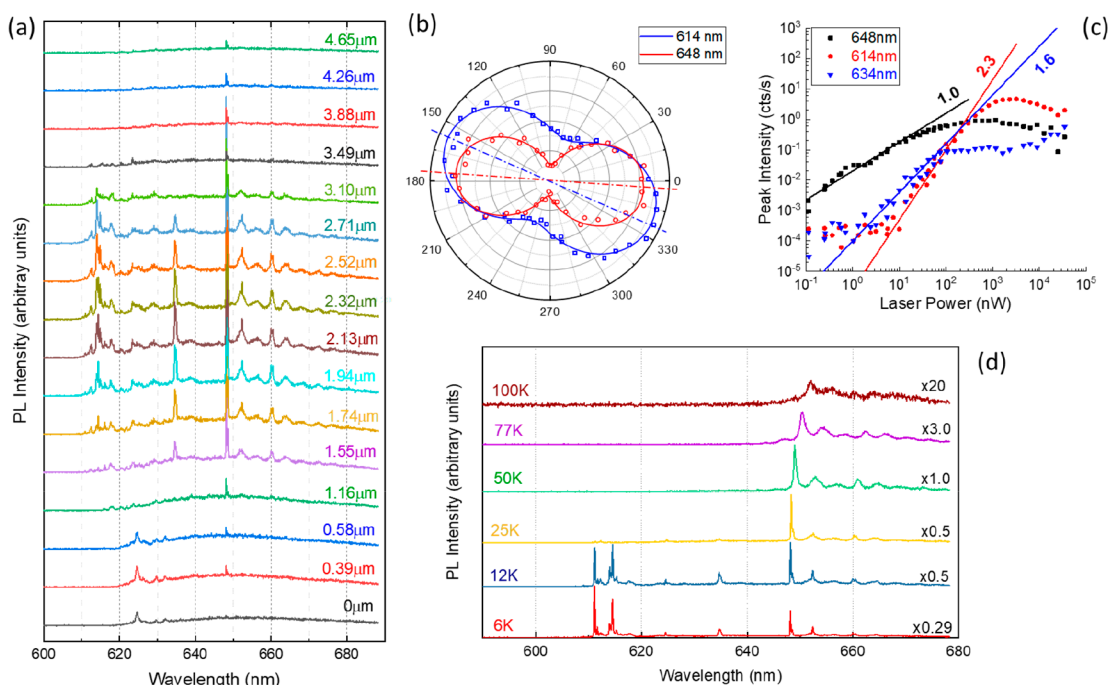 (a)
4.65μm
4.26μm
3.88μm
3.49μm
3.10μm
2.71μm
2.52μm
2.32μm
2.13μm
1.94μm
1.74μm
1.55μm
1.16μm
0.58μm
0.39μm
0μm
PL Intensity (arbitray units)
600 620 640 660 680
Wavelength (nm)
(b)
614 nm
648 nm
90
120 60
150 30
180 0
210 330
240 300
270
(c)
648nm
614nm
634nm
1.0
2.3
1.6
Peak Intensity (cts/s)
10³
10²
10¹
10⁰
10⁻¹
10⁻²
10⁻³
10⁻⁴
10⁻⁵
10⁻¹ 10⁰ 10¹ 10² 10³ 10⁴ 10⁵
Laser Power (nW)
(d)
100K x20
77K x3.0
50K x1.0
25K x0.5
12K x0.5
6K x0.29
PL Intensity (arbitrary units)
600 620 640 660 680
Wavelength (nm)